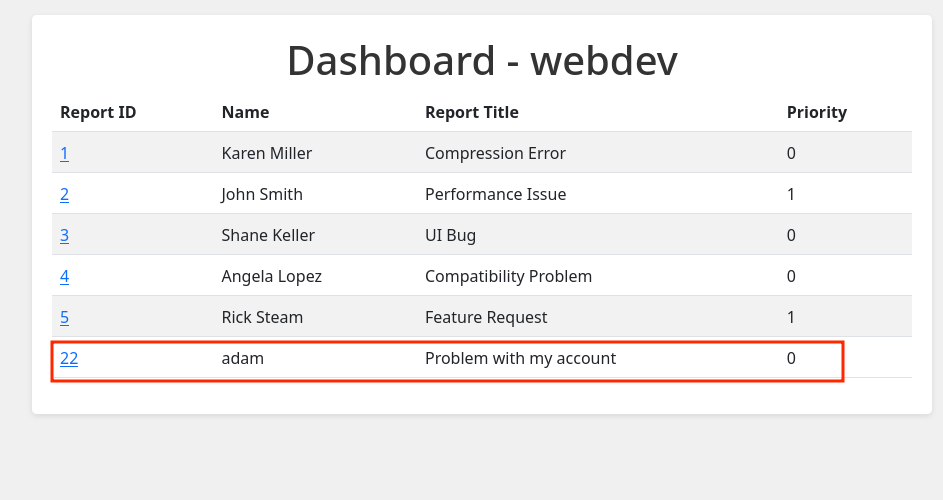 Dashboard - webdev
Report ID Name Report Title Priority
1 Karen Miller Compression Error 0
2 John Smith Performance Issue 1
3 Shane Keller UI Bug 0
4 Angela Lopez Compatibility Problem 0
5 Rick Steam Feature Request 1
22 adam Problem with my account 0